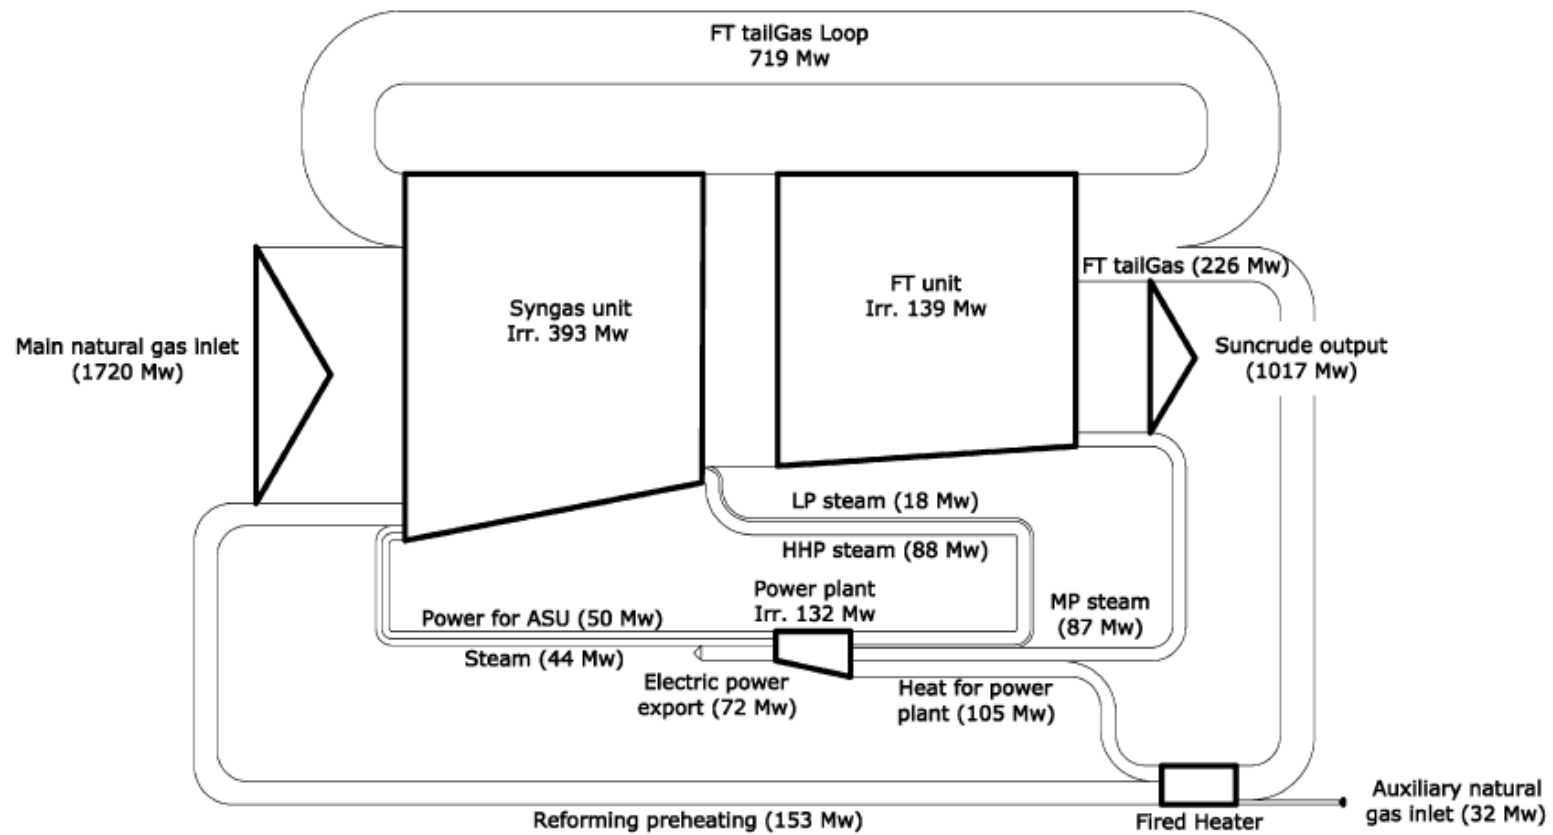 FT tailGas Loop
719 Mw
FT tailGas (226 Mw)
Syngas unit
Irr. 393 Mw
FT unit
Irr. 139 Mw
Main natural gas inlet
(1720 Mw)
Suncrude output
(1017 Mw)
LP steam (18 Mw)
HHP steam (88 Mw)
Power plant
Irr. 132 Mw
MP steam
(87 Mw)
Power for ASU (50 Mw)
Steam (44 Mw)
Electric power
export (72 Mw)
Heat for power
plant (105 Mw)
Auxiliary natural
gas inlet (32 Mw)
Reforming preheating (153 Mw)
Fired Heater